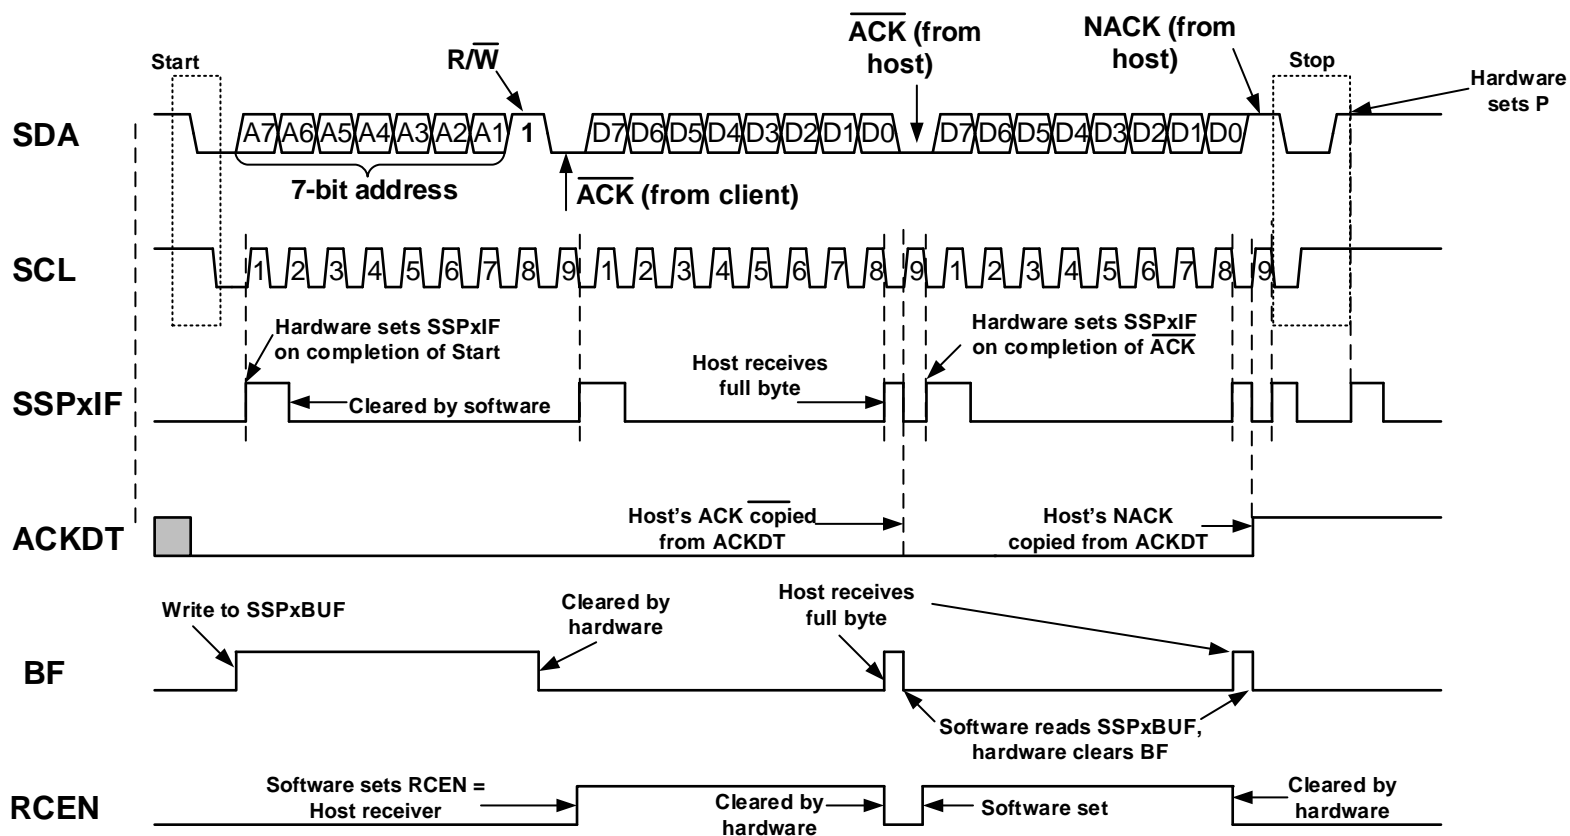 Start
R/W
ACK (from
host)
NACK (from
host)
Stop
Hardware
sets P
SDA
A7 A6 A5 A4 A3 A2 A1 1 D7 D6 D5 D4 D3 D2 D1 D0 D7 D6 D5 D4 D3 D2 D1 D0
7-bit address
ACK (from client)
SCL
1 2 3 4 5 6 7 8 9 1 2 3 4 5 6 7 8 9 1 2 3 4 5 6 7 8 9
Hardware sets SSPxIF
on completion of Start
Host receives
full byte
Hardware sets SSPxIF
on completion of ACK
SSPxIF
Cleared by software
ACKDT
Host's ACK copied
from ACKDT
Host's NACK
copied from ACKDT
Write to SSPxBUF
Cleared by
hardware
Host receives
full byte
BF
Software reads SSPxBUF,
hardware clears BF
RCEN
Software sets RCEN =
Host receiver
Cleared by
hardware
Software set
Cleared by
hardware